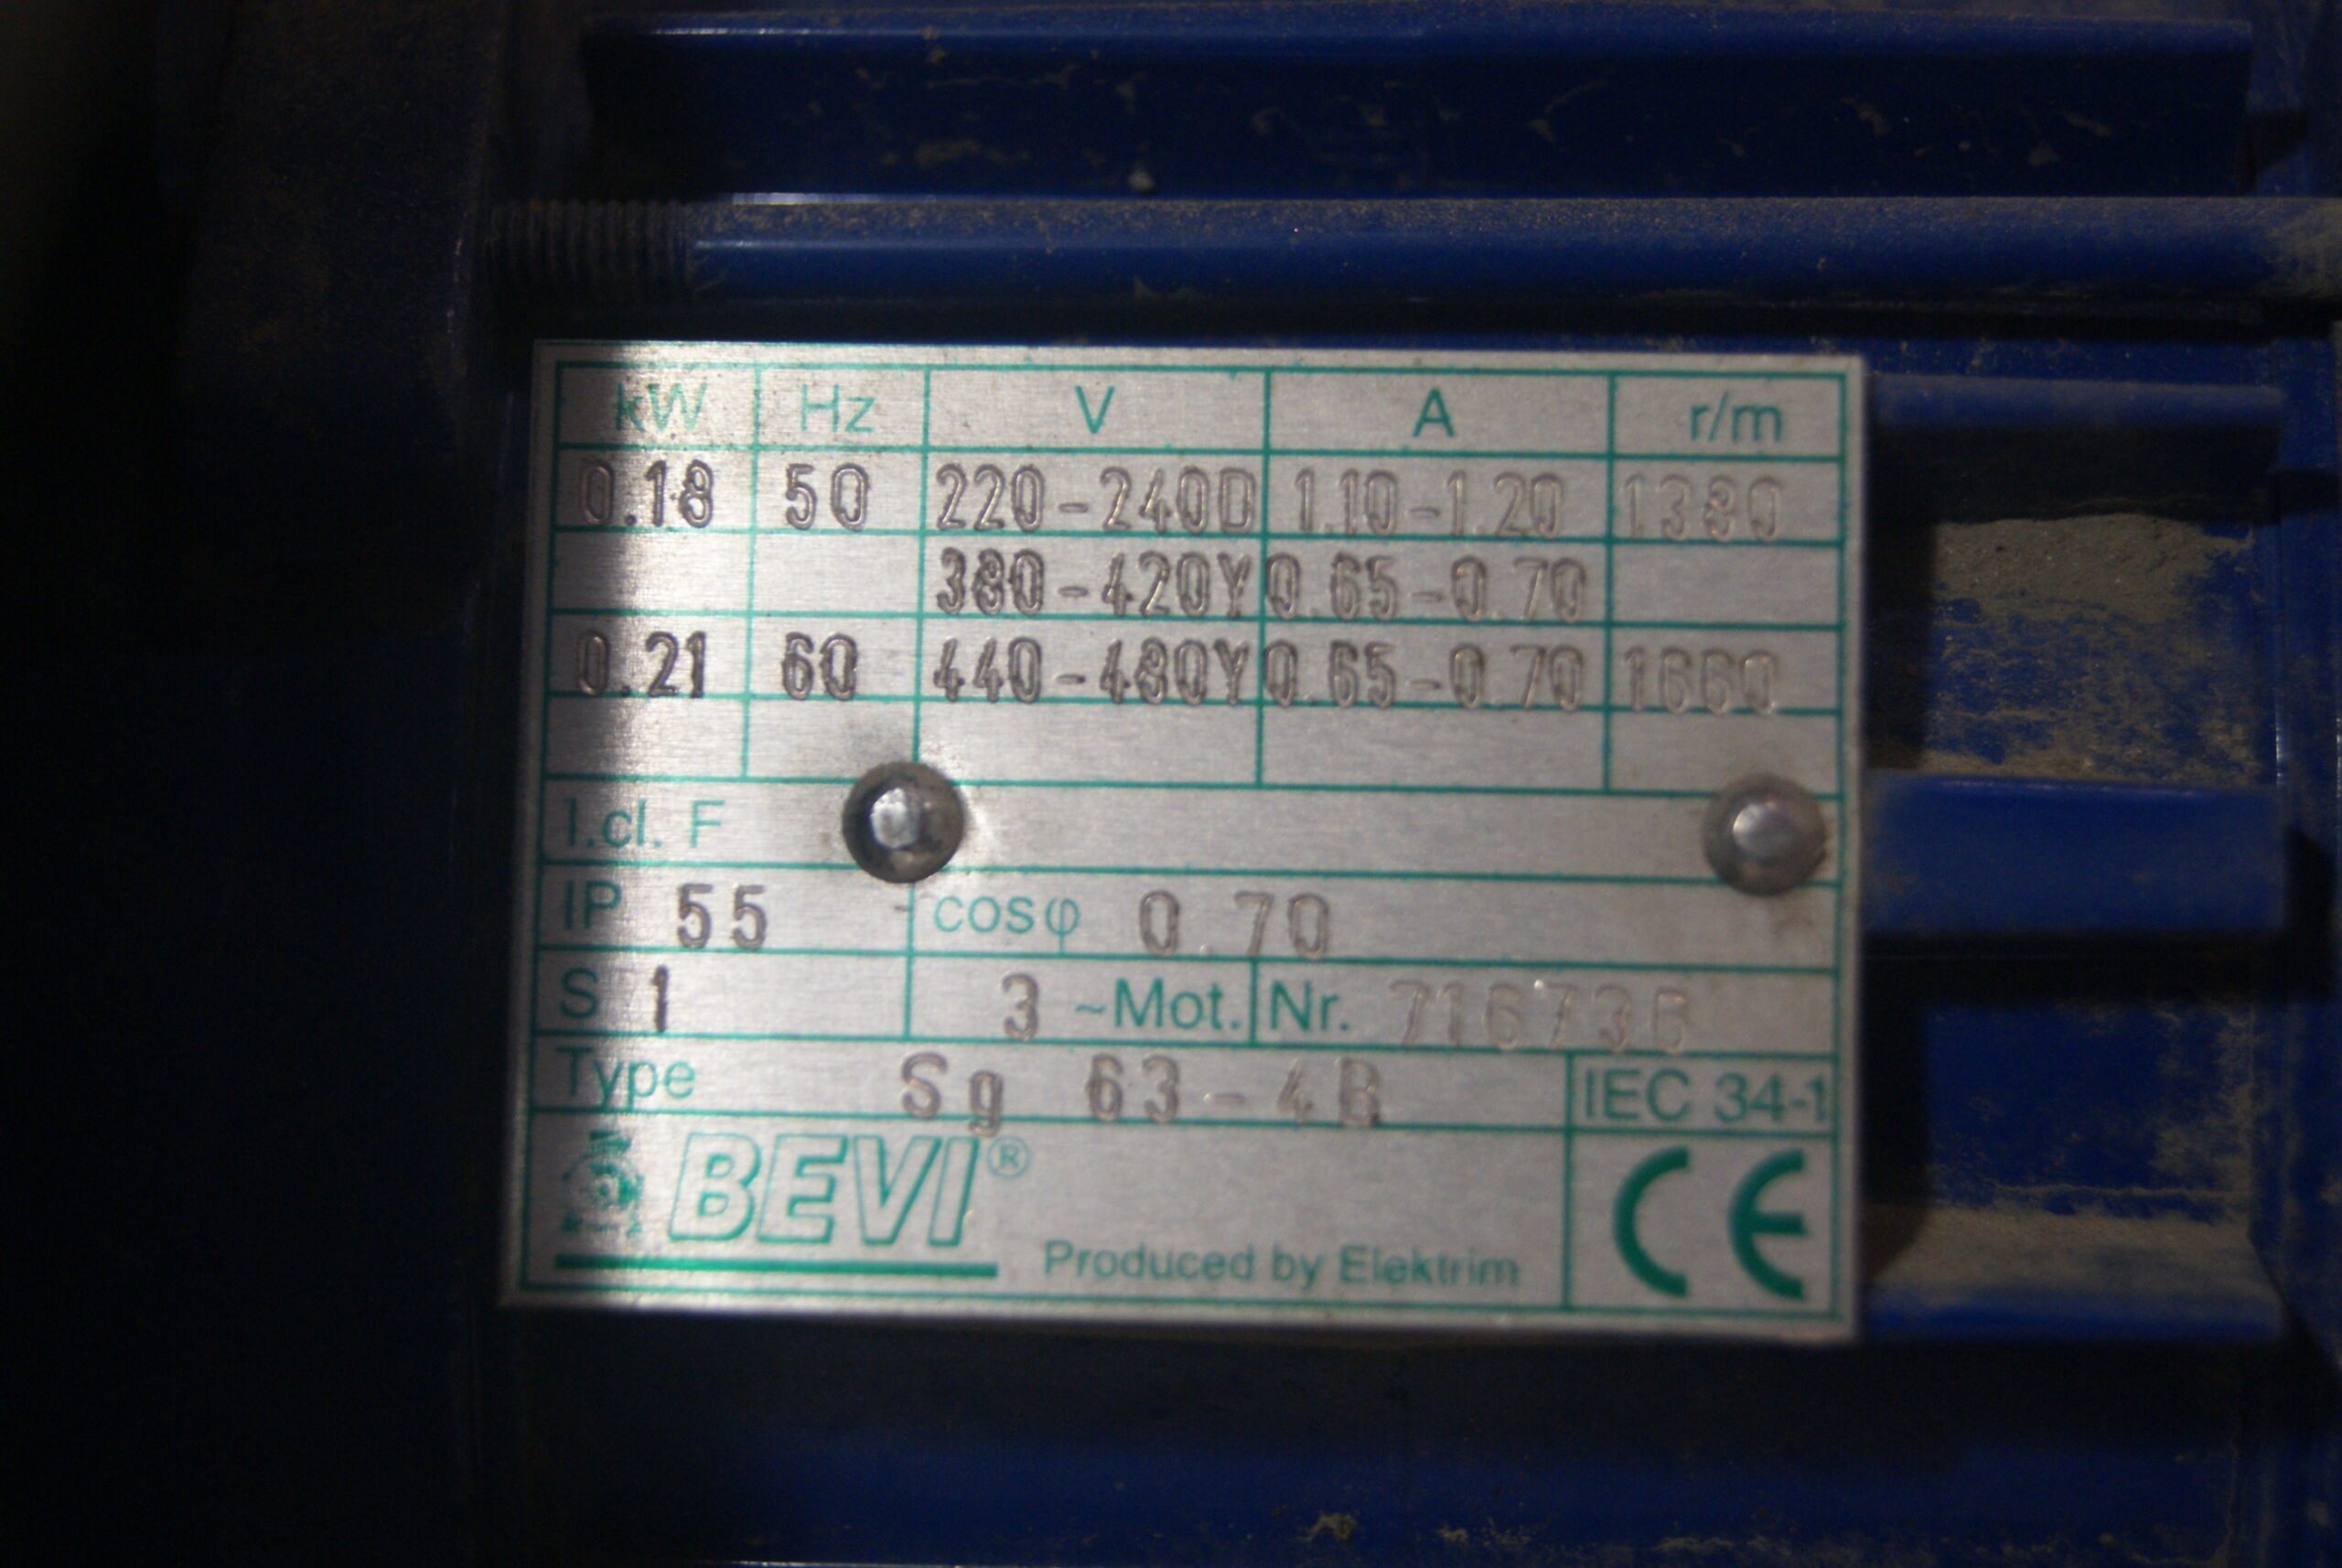 kW Hz V A r/m
0.18 50 220-240D 1.10-1.20 1380
380-420Y 0.65-0.70
0.21 60 440-480Y 0.65-0.70 1660
I.cl. F
IP 55 cosφ 0.70
S 1 3 ~Mot. Nr. 716736
Type Sg 63-4B IEC 34-1
BEVI® CE
Produced by Elektrim